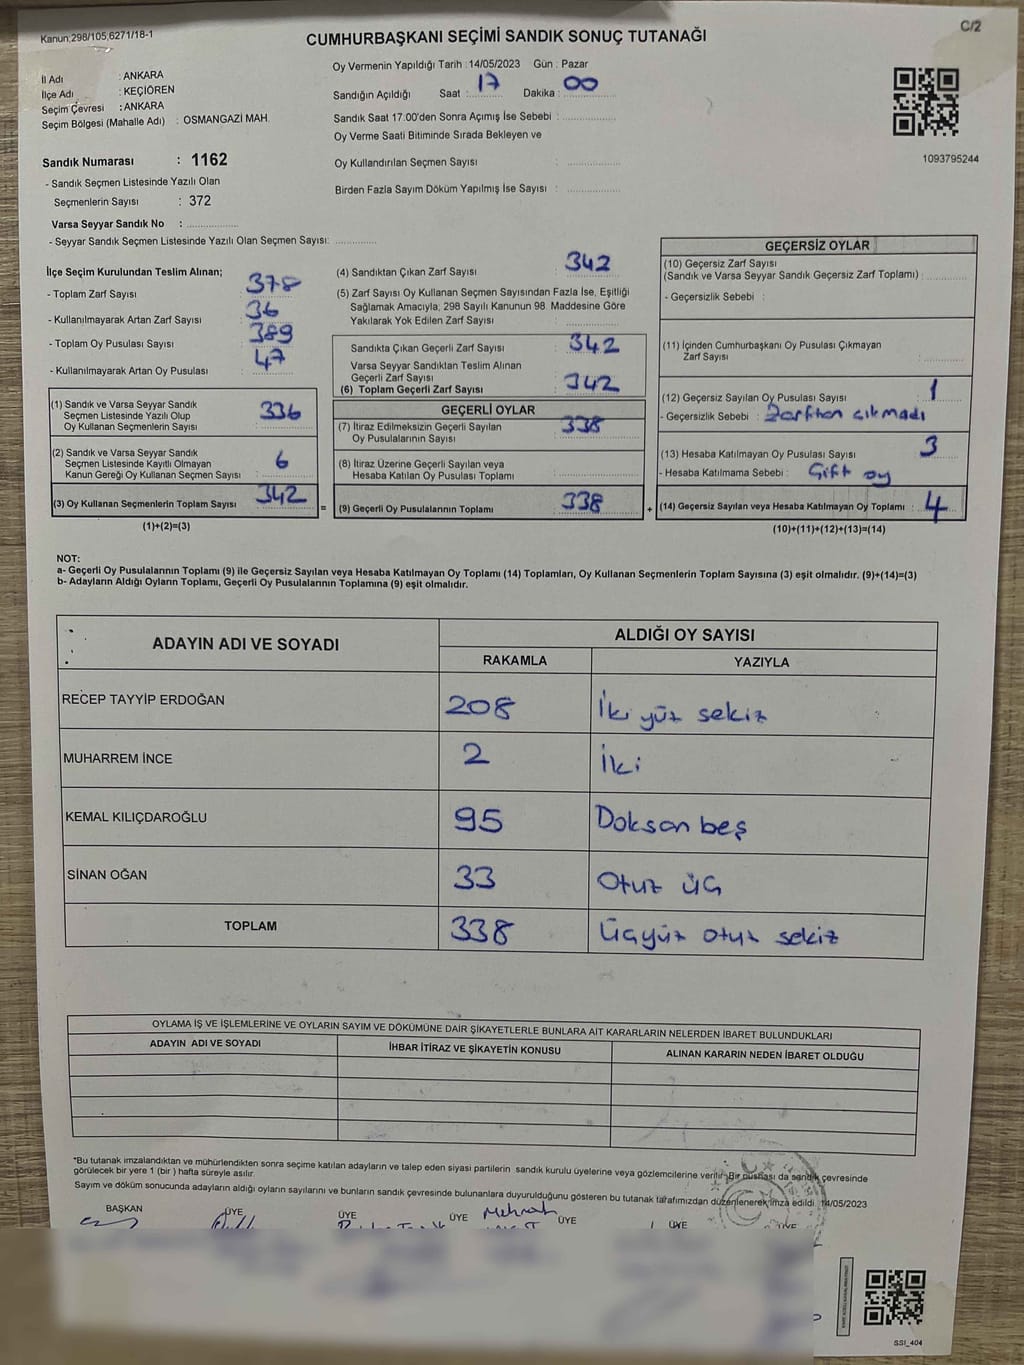 Kanun;298/105,6271/18-1
C/2
CUMHURBAŞKANI SEÇİMİ SANDIK SONUÇ TUTANAĞI
İl Adı : ANKARA
İlçe Adı : KEÇİÖREN
Seçim Çevresi : ANKARA
Seçim Bölgesi (Mahalle Adı) : OSMANGAZİ MAH.
Oy Vermenin Yapıldığı Tarih :14/05/2023 Gün : Pazar
Sandığın Açıldığı Saat : 17 Dakika : 00
Sandık Saat 17:00'den Sonra Açımış İse Sebebi :
Oy Verme Saati Bitiminde Sırada Bekleyen ve
Oy Kullandırılan Seçmen Sayısı :
Birden Fazla Sayım Döküm Yapılmış İse Sayısı :
1093795244
Sandık Numarası : 1162
- Sandık Seçmen Listesinde Yazılı Olan
Seçmenlerin Sayısı : 372
Varsa Seyyar Sandık No :
- Seyyar Sandık Seçmen Listesinde Yazılı Olan Seçmen Sayısı:
İlçe Seçim Kurulundan Teslim Alınan;
- Toplam Zarf Sayısı : 378
- Kullanılmayarak Artan Zarf Sayısı : 36
- Toplam Oy Pusulası Sayısı : 389
- Kullanılmayarak Artan Oy Pusulası : 47
(1) Sandık ve Varsa Seyyar Sandık
Seçmen Listesinde Yazılı Olup
Oy Kullanan Seçmenlerin Sayısı : 336
(2) Sandık ve Varsa Seyyar Sandık
Seçmen Listesinde Kayıtlı Olmayan
Kanun Gereği Oy Kullanan Seçmen Sayısı : 6
(3) Oy Kullanan Seçmenlerin Toplam Sayısı : 342
(1)+(2)=(3)
(4) Sandıktan Çıkan Zarf Sayısı : 342
(5) Zarf Sayısı Oy Kullanan Seçmen Sayısından Fazla İse, Eşitliği
Sağlamak Amacıyla; 298 Sayılı Kanunun 98. Maddesine Göre
Yakılarak Yok Edilen Zarf Sayısı :
Sandıkta Çıkan Geçerli Zarf Sayısı : 342
Varsa Seyyar Sandıktan Teslim Alınan
Geçerli Zarf Sayısı :
(6) Toplam Geçerli Zarf Sayısı : 342
GEÇERLİ OYLAR
(7) İtiraz Edilmeksizin Geçerli Sayılan
Oy Pusulalarının Sayısı : 338
(8) İtiraz Üzerine Geçerli Sayılan veya
Hesaba Katılan Oy Pusulası Toplamı :
= (9) Geçerli Oy Pusulalarının Toplamı : 338
GEÇERSİZ OYLAR
(10) Geçersiz Zarf Sayısı
(Sandık ve Varsa Seyyar Sandık Geçersiz Zarf Toplamı) :
- Geçersizlik Sebebi :
(11) İçinden Cumhurbaşkanı Oy Pusulası Çıkmayan
Zarf Sayısı :
(12) Geçersiz Sayılan Oy Pusulası Sayısı : 1
- Geçersizlik Sebebi : Zarftan çıkmadı
(13) Hesaba Katılmayan Oy Pusulası Sayısı : 3
- Hesaba Katılmama Sebebi : Çift oy
+ (14) Geçersiz Sayılan veya Hesaba Katılmayan Oy Toplamı : 4
(10)+(11)+(12)+(13)=(14)
NOT:
a- Geçerli Oy Pusulalarının Toplamı (9) ile Geçersiz Sayılan veya Hesaba Katılmayan Oy Toplamı (14) Toplamları, Oy Kullanan Seçmenlerin Toplam Sayısına (3) eşit olmalıdır. (9)+(14)=(3)
b- Adayların Aldığı Oyların Toplamı, Geçerli Oy Pusulalarının Toplamına (9) eşit olmalıdır.
ADAYIN ADI VE SOYADI
ALDIĞI OY SAYISI
RAKAMLA YAZIYLA
RECEP TAYYİP ERDOĞAN 208 İki yüz sekiz
MUHARREM İNCE 2 İki
KEMAL KILIÇDAROĞLU 95 Doksan beş
SİNAN OĞAN 33 Otuz üç
TOPLAM 338 Üçyüz otuz sekiz
OYLAMA İŞ VE İŞLEMLERİNE VE OYLARIN SAYIM VE DÖKÜMÜNE DAİR ŞİKAYETLERLE BUNLARA AİT KARARLARIN NELERDEN İBARET BULUNDUKLARI
ADAYIN ADI VE SOYADI İHBAR İTİRAZ VE ŞİKAYETİN KONUSU ALINAN KARARIN NEDEN İBARET OLDUĞU
*Bu tutanak imzalandıktan ve mühürlendikten sonra seçime katılan adayların ve talep eden siyasi partilerin sandık kurulu üyelerine veya gözlemcilerine verilir. Bir nüshası da sandık çevresinde
görülecek bir yere 1 (bir ) hafta süreyle asılır.
Sayım ve döküm sonucunda adayların aldığı oyların sayılarını ve bunların sandık çevresinde bulunanlara duyurulduğunu gösteren bu tutanak tarafımızdan düzenlenerek imza edildi. 14/05/2023
BAŞKAN ÜYE ÜYE ÜYE ÜYE ÜYE ÜYE
SSI_404